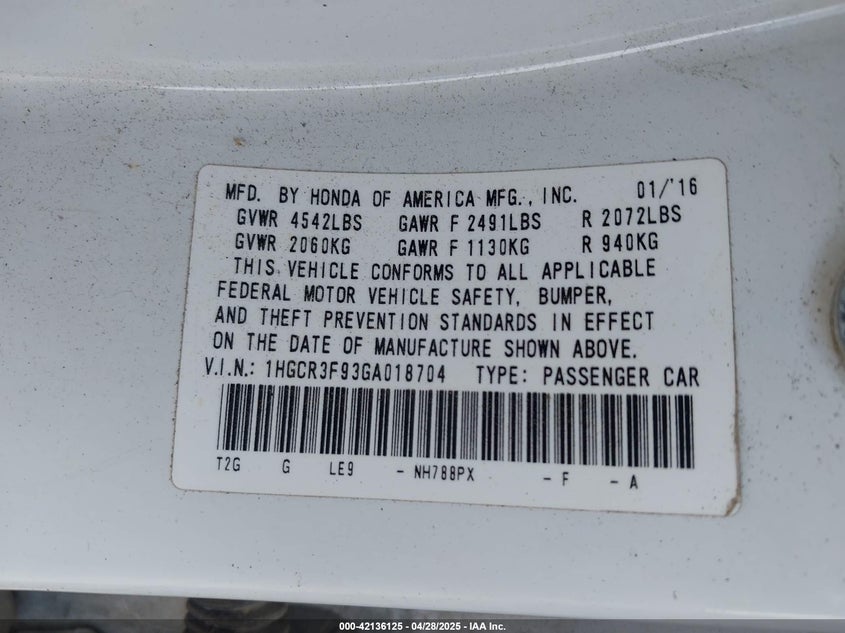 MFD. BY HONDA OF AMERICA MFG., INC. 01/'16
GVWR 4542LBS GAWR F 2491LBS R 2072LBS
GVWR 2060KG GAWR F 1130KG R 940KG
THIS VEHICLE CONFORMS TO ALL APPLICABLE
FEDERAL MOTOR VEHICLE SAFETY, BUMPER,
AND THEFT PREVENTION STANDARDS IN EFFECT
ON THE DATE OF MANUFACTURE SHOWN ABOVE.
V.I.N.: 1HGCR3F93GA018704 TYPE: PASSENGER CAR
T2G G LE9 - NH788PX - F - A
000-42136125 - 04/28/2025 - IAA Inc.